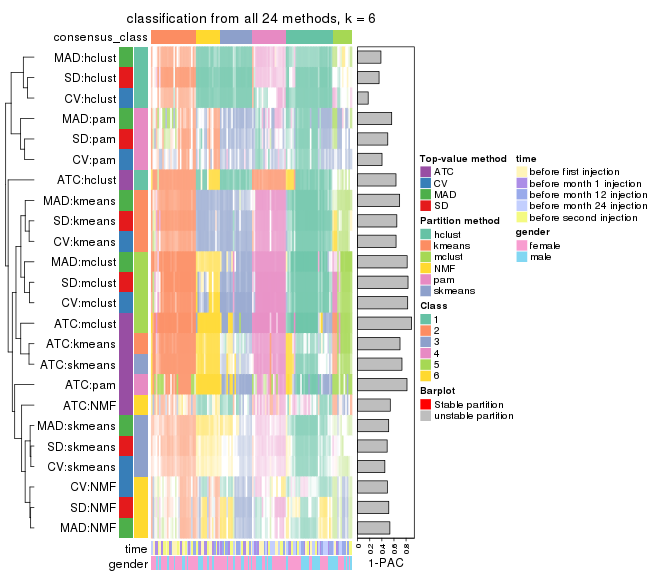 classification from all 24 methods, k = 6
consensus_class
MAD:hclust
SD:hclust
CV:hclust
MAD:pam
SD:pam
CV:pam
ATC:hclust
MAD:kmeans
SD:kmeans
CV:kmeans
MAD:mclust
SD:mclust
CV:mclust
ATC:mclust
ATC:kmeans
ATC:skmeans
ATC:pam
ATC:NMF
MAD:skmeans
SD:skmeans
CV:skmeans
CV:NMF
SD:NMF
MAD:NMF
time
gender
0
0.2
0.4
0.6
0.8
1-PAC
Top-value method
ATC
CV
MAD
SD
Partition method
hclust
kmeans
mclust
NMF
pam
skmeans
Class
1
2
3
4
5
6
Barplot
Stable partition
unstable partition
time
before first injection
before month 1 injection
before month 12 injection
before month 24 injection
before second injection
gender
female
male